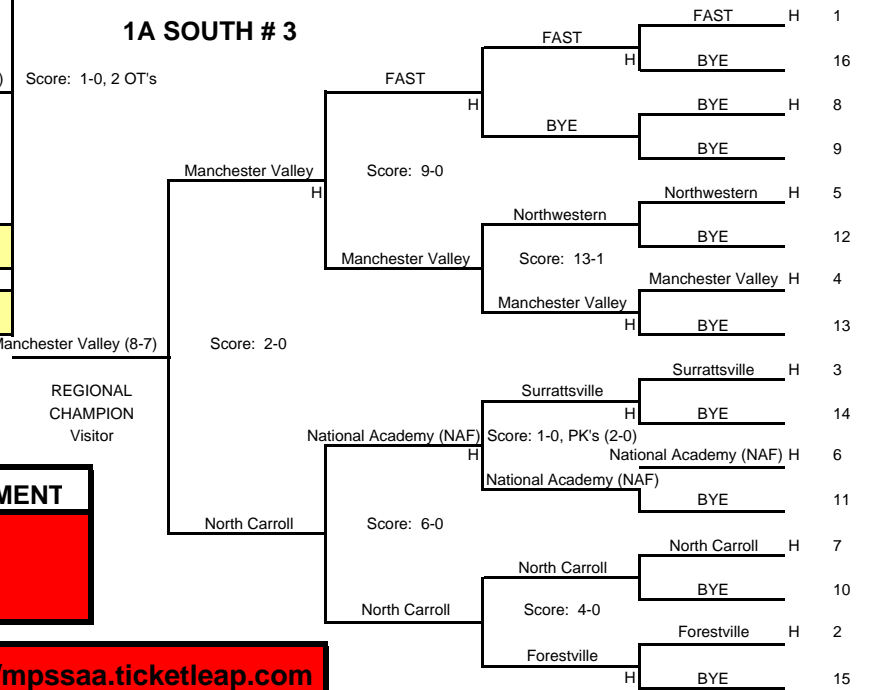 1A SOUTH # 3
FAST H 1
FAST
H BYE 16
) Score: 1-0, 2 OT's
FAST
H BYE H 8
BYE
BYE 9
Manchester Valley
H
Score: 9-0
Northwestern H 5
Northwestern
BYE 12
Manchester Valley
Score: 13-1
Manchester Valley H 4
Manchester Valley
H BYE 13
Manchester Valley (8-7)
Score: 2-0
REGIONAL
CHAMPION
Visitor
Surrattsville H 3
Surrattsville
H BYE 14
National Academy (NAF)
H
Score: 1-0, PK's (2-0)
National Academy (NAF) H 6
National Academy (NAF)
BYE 11
MENT
North Carroll
Score: 6-0
North Carroll H 7
North Carroll
BYE 10
North Carroll
Score: 4-0
Forestville H 2
Forestville
H BYE 15
/mpssaa.ticketleap.com